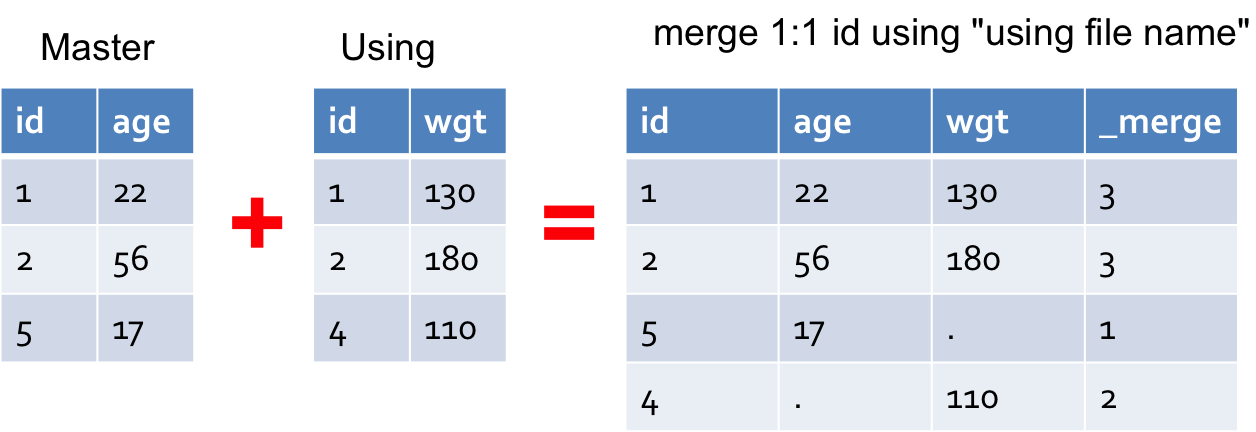 Master
id age
1 22
2 56
5 17
+
Using
id wgt
1 130
2 180
4 110
=
merge 1:1 id using "using file name"
id age wgt _merge
1 22 130 3
2 56 180 3
5 17 . 1
4 . 110 2